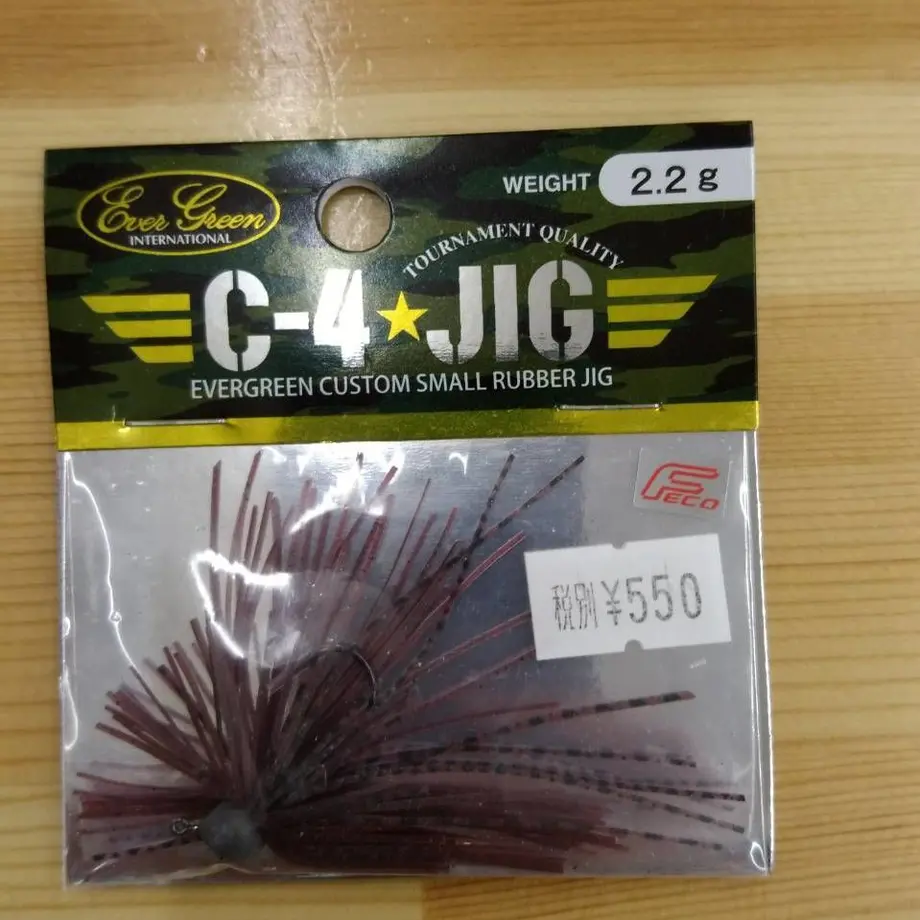 WEIGHT 2.2g
Ever Green
INTERNATIONAL
TOURNAMENT QUALITY
C-4★JIG
EVERGREEN CUSTOM SMALL RUBBER JIG
FECO
税別 ¥550